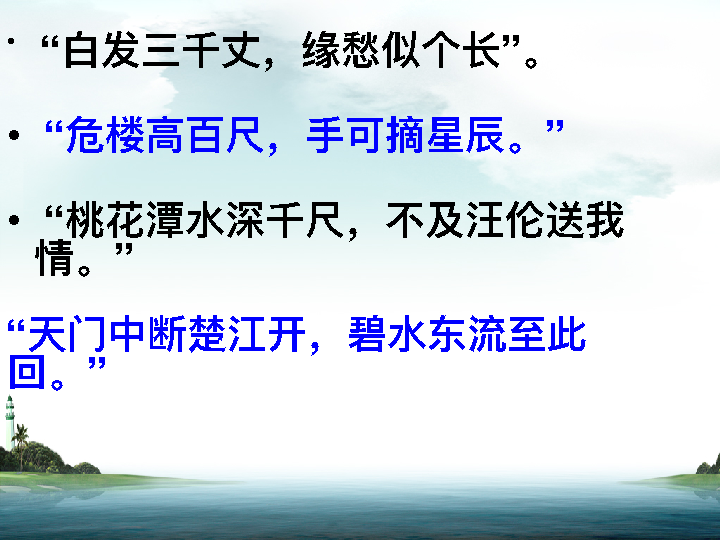 • “白发三千丈，缘愁似个长”。
• “危楼高百尺，手可摘星辰。”
• “桃花潭水深千尺，不及汪伦送我
情。”
“天门中断楚江开，碧水东流至此
回。”